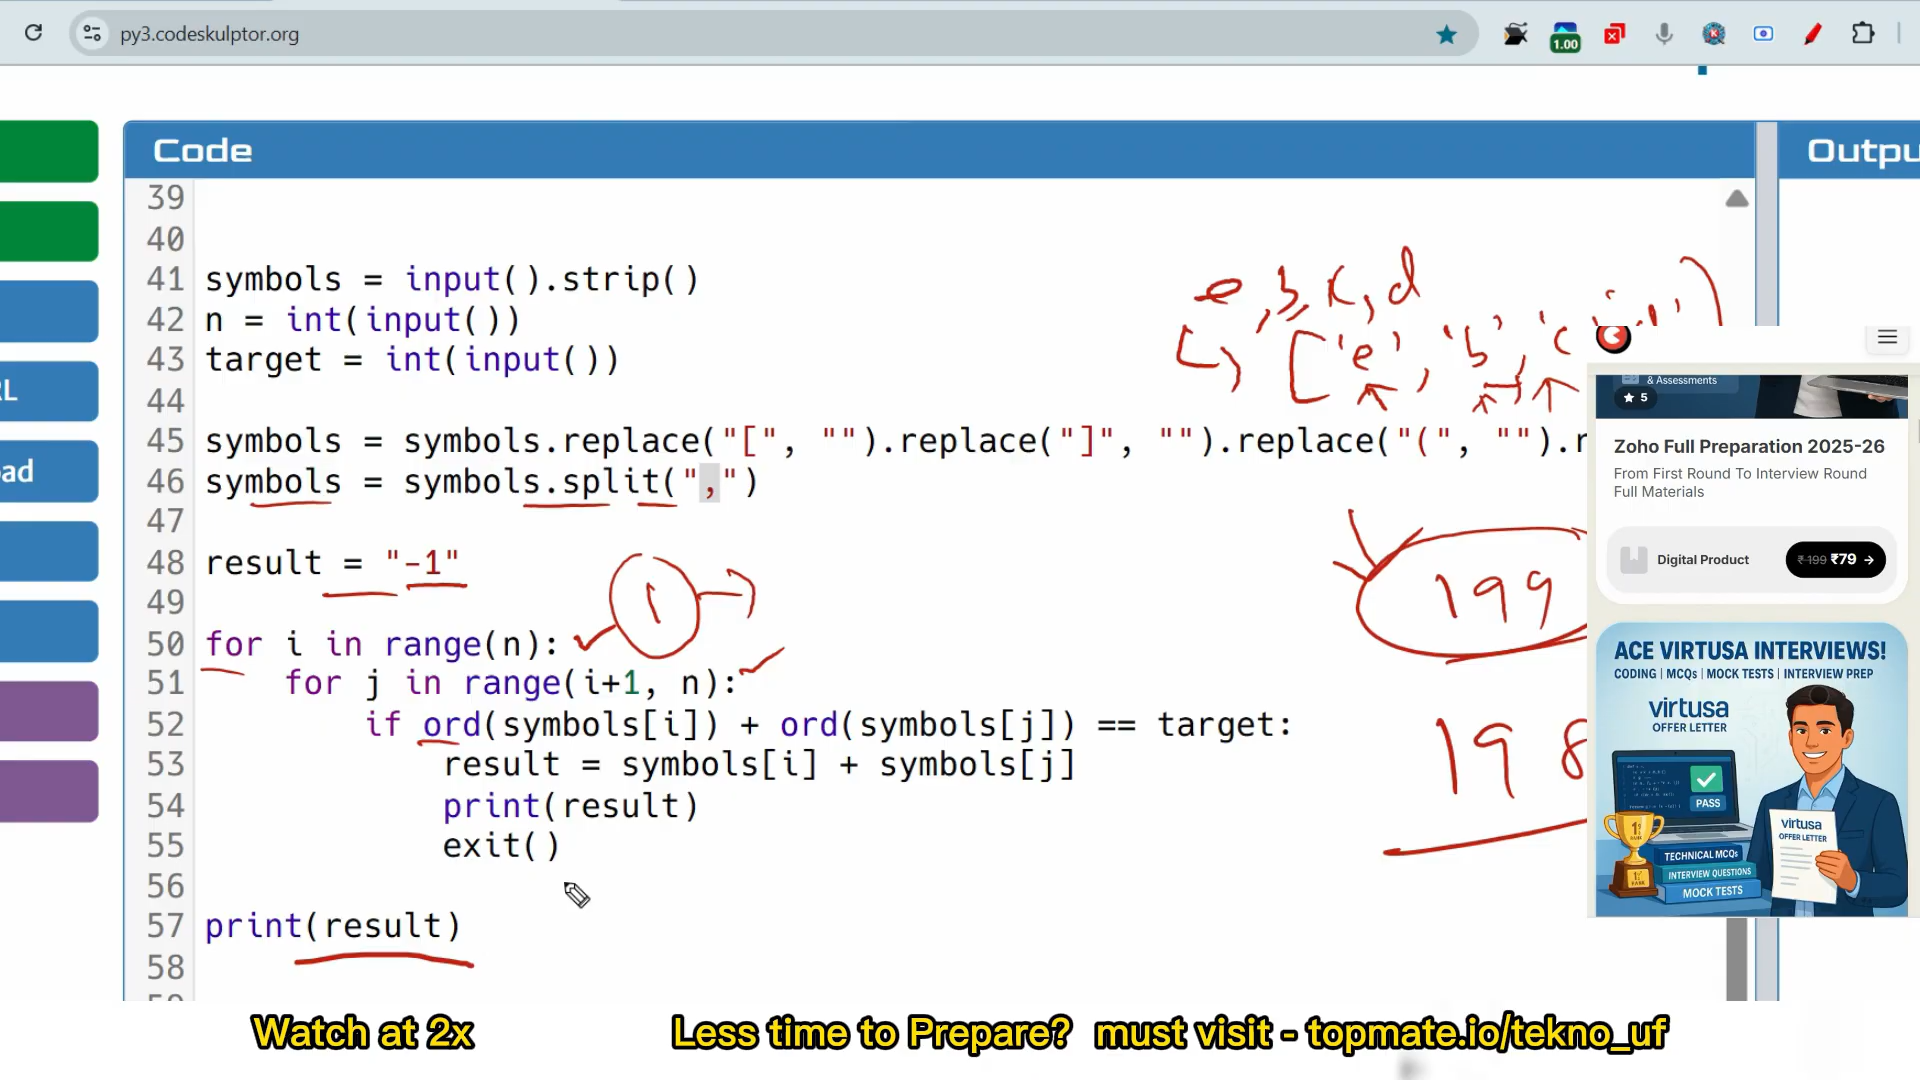 py3.codeskulptor.org
1.00
Code
Outpu
39
40
41 symbols = input().strip()
42 n = int(input())
43 target = int(input())
44
45 symbols = symbols.replace("[", "").replace("]", "").replace("(", "").r
46 symbols = symbols.split(",")
47
48 result = "-1"
49
50 for i in range(n):
51 for j in range(i+1, n):
52 if ord(symbols[i]) + ord(symbols[j]) == target:
53 result = symbols[i] + symbols[j]
54 print(result)
55 exit()
56
57 print(result)
58
RL
oad
e, b, c, d
['e', 'b', 'c
1
199
198
& Assessments
★ 5
Zoho Full Preparation 2025-26
From First Round To Interview Round
Full Materials
Digital Product
₹ 199 ₹79 →
ACE VIRTUSA INTERVIEWS!
CODING | MCQs | MOCK TESTS | INTERVIEW PREP
virtusa
OFFER LETTER
PASS
virtusa
OFFER LETTER
TECHNICAL MCQs
INTERVIEW QUESTIONS
MOCK TESTS
Watch at 2x
Less time to Prepare? must visit - topmate.io/tekno_uf